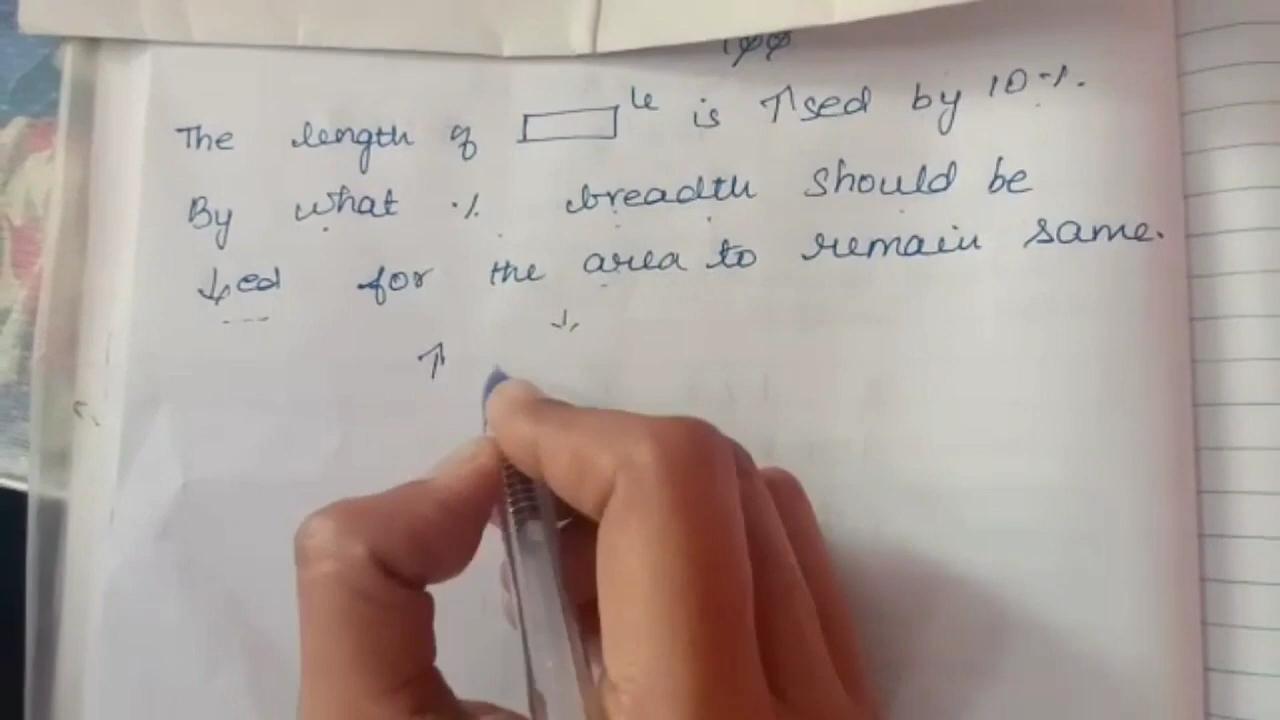 1ØØ
The length of ▭le is ↑sed by 10%.
By what % breadth should be
↓ed for the area to remain same.
↑ ↓